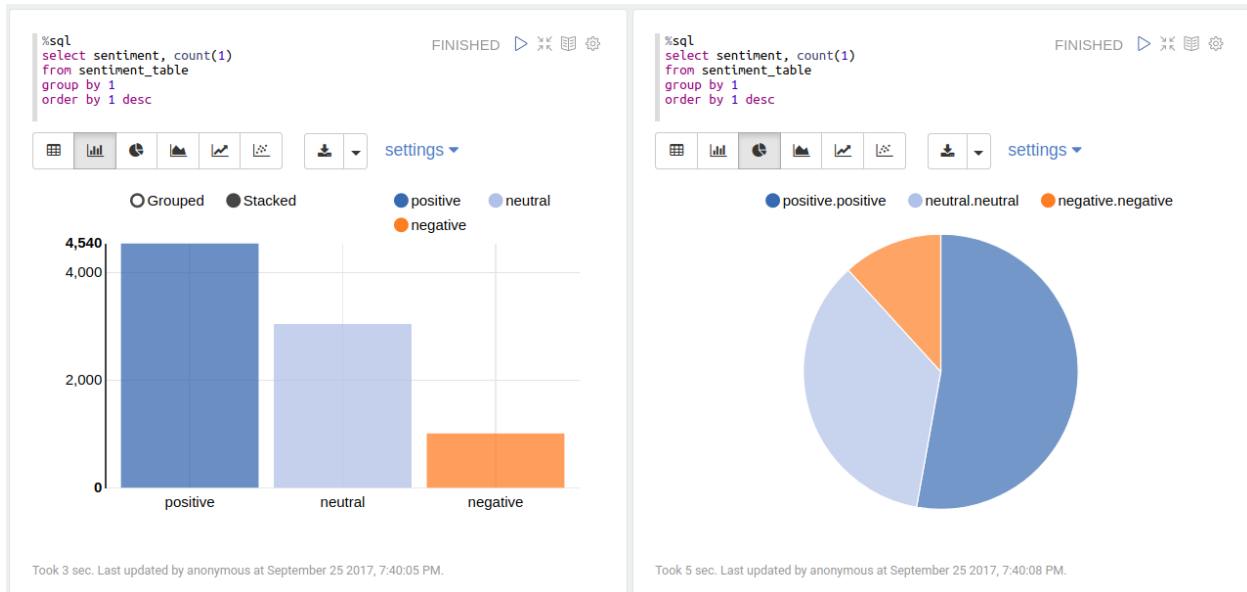 %sql
select sentiment, count(1)
from sentiment_table
group by 1
order by 1 desc
FINISHED
settings
Grouped Stacked
positive neutral
negative
4,540
4,000
2,000
0
positive neutral negative
Took 3 sec. Last updated by anonymous at September 25 2017, 7:40:05 PM.
%sql
select sentiment, count(1)
from sentiment_table
group by 1
order by 1 desc
FINISHED
settings
positive.positive neutral.neutral negative.negative
Took 5 sec. Last updated by anonymous at September 25 2017, 7:40:08 PM.